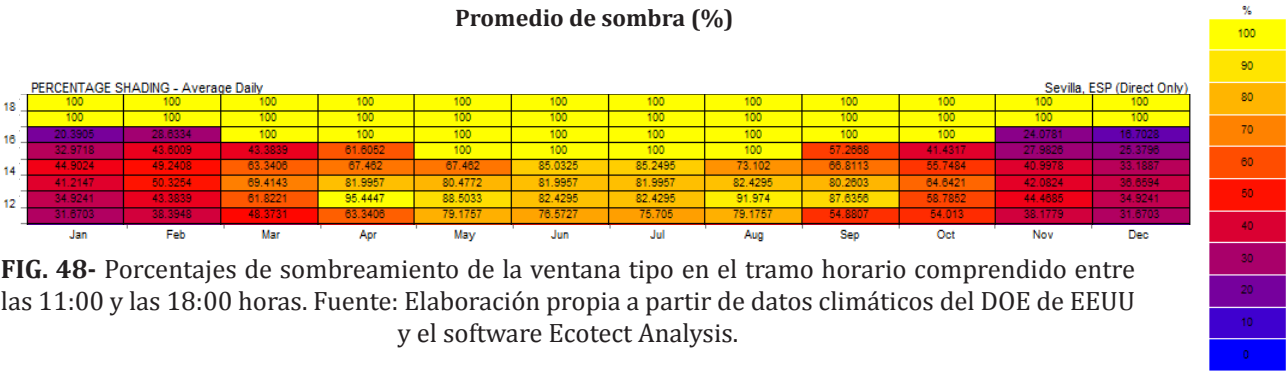 Promedio de sombra (%)
%
100
90
80
70
60
50
40
30
20
10
0
PERCENTAGE SHADING - Average Daily Sevilla, ESP (Direct Only)
18 100 100 100 100 100 100 100 100 100 100 100 100
100 100 100 100 100 100 100 100 100 100 100 100
16 20.3905 28.6334 100 100 100 100 100 100 100 100 24.0781 16.7028
32.9718 43.6009 43.3839 61.6052 100 100 100 100 57.2668 41.4317 27.9826 25.3796
14 44.9024 49.2408 63.3406 67.462 67.462 85.0325 85.2495 73.102 66.8113 55.7484 40.9978 33.1887
41.2147 50.3254 69.4143 81.9957 80.4772 81.9957 81.9957 82.4295 80.2603 64.6421 42.0824 36.6594
12 34.9241 43.3839 61.8221 95.4447 88.5033 82.4295 82.4295 91.974 87.6356 58.7852 44.4685 34.9241
31.6703 38.3948 48.3731 63.3406 79.1757 76.5727 75.705 79.1757 54.8807 54.013 38.1779 31.6703
Jan Feb Mar Apr May Jun Jul Aug Sep Oct Nov Dec
FIG. 48- Porcentajes de sombreamiento de la ventana tipo en el tramo horario comprendido entre
las 11:00 y las 18:00 horas. Fuente: Elaboración propia a partir de datos climáticos del DOE de EEUU
y el software Ecotect Analysis.